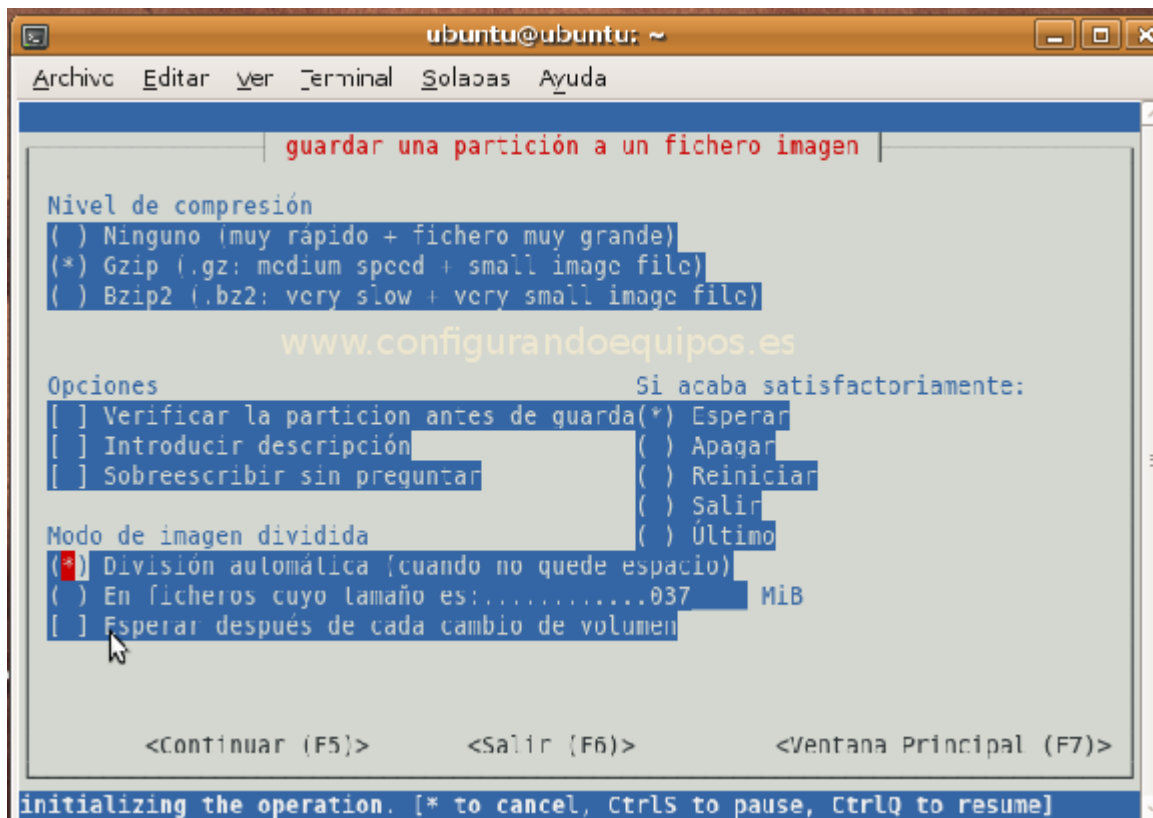 ubuntu@ubuntu: ~
Archivo Editar Ver Terminal Solapas Ayuda
guardar una partición a un fichero imagen
Nivel de compresión
( ) Ninguno (muy rápido + fichero muy grande)
(*) Gzip (.gz: medium speed + small image file)
( ) Bzip2 (.bz2: very slow + very small image file)
www.configurandoequipos.es
Opciones
[ ] Verificar la particion antes de guarda
[ ] Introducir descripción
[ ] Sobreescribir sin preguntar
Si acaba satisfactoriamente:
(*) Esperar
( ) Apagar
( ) Reiniciar
( ) Salir
( ) Último
Modo de imagen dividida
(*) División automática (cuando no quede espacio)
( ) En ficheros cuyo tamaño es:............037 MiB
[ ] Esperar después de cada cambio de volumen
<Continuar (F5)> <Salir (F6)> <Ventana Principal (F7)>
initializing the operation. [* to cancel, CtrlS to pause, CtrlQ to resume]